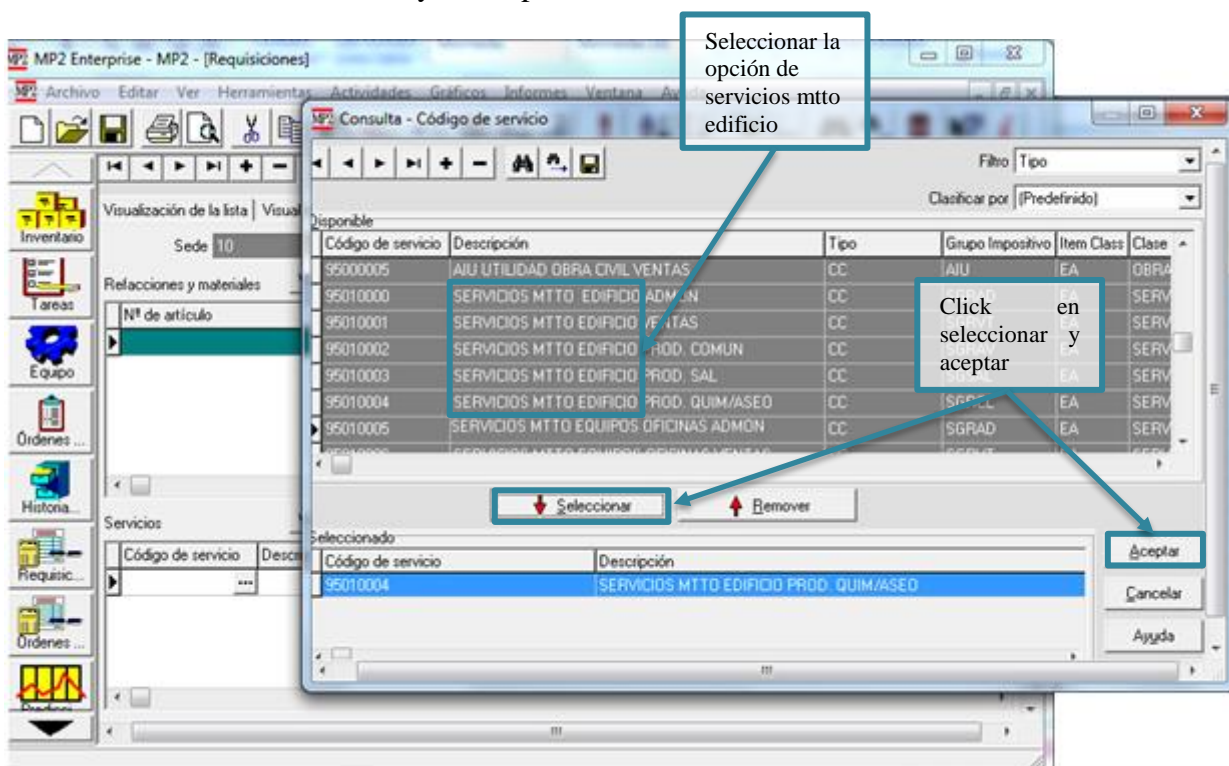 Seleccionar la
opción de
servicios mtto
edificio
MP2 Enterprise - MP2 - [Requisiciones]
Archivo Editar Ver Herramientas Actividades Gráficos Informes Ventana
Consulta - Código de servicio
Filtro Tipo
Clasificar por (Predefinido)
Visualización de la lista
Sede 10
Inventario
Refacciones y materiales
Nº de artículo
Tareas
Equipo
Órdenes ...
Historia...
Requisic...
Órdenes ...
Disponible
Código de servicio Descripción Tipo Grupo Impositivo Item Class Clase
95000005 AIU UTILIDAD OBRA CIVIL VENTAS CC AIU EA OBRA
95010000 SERVICIOS MTTO EDIFICIO ADMON CC EA SERV
95010001 SERVICIOS MTTO EDIFICIO VENTAS CC SERV
95010002 SERVICIOS MTTO EDIFICIO PROD. COMUN CC SERV
95010003 SERVICIOS MTTO EDIFICIO PROD. SAL CC SERV
95010004 SERVICIOS MTTO EDIFICIO PROD. QUIM/ASEO CC EA SERV
95010005 SERVICIOS MTTO EQUIPOS OFICINAS ADMON CC SGRAD EA SERV
Click en
seleccionar y
aceptar
Seleccionar Remover
Servicios
Código de servicio
Seleccionado
Código de servicio Descripción
95010004 SERVICIOS MTTO EDIFICIO PROD. QUIM/ASEO
Aceptar
Cancelar
Ayuda